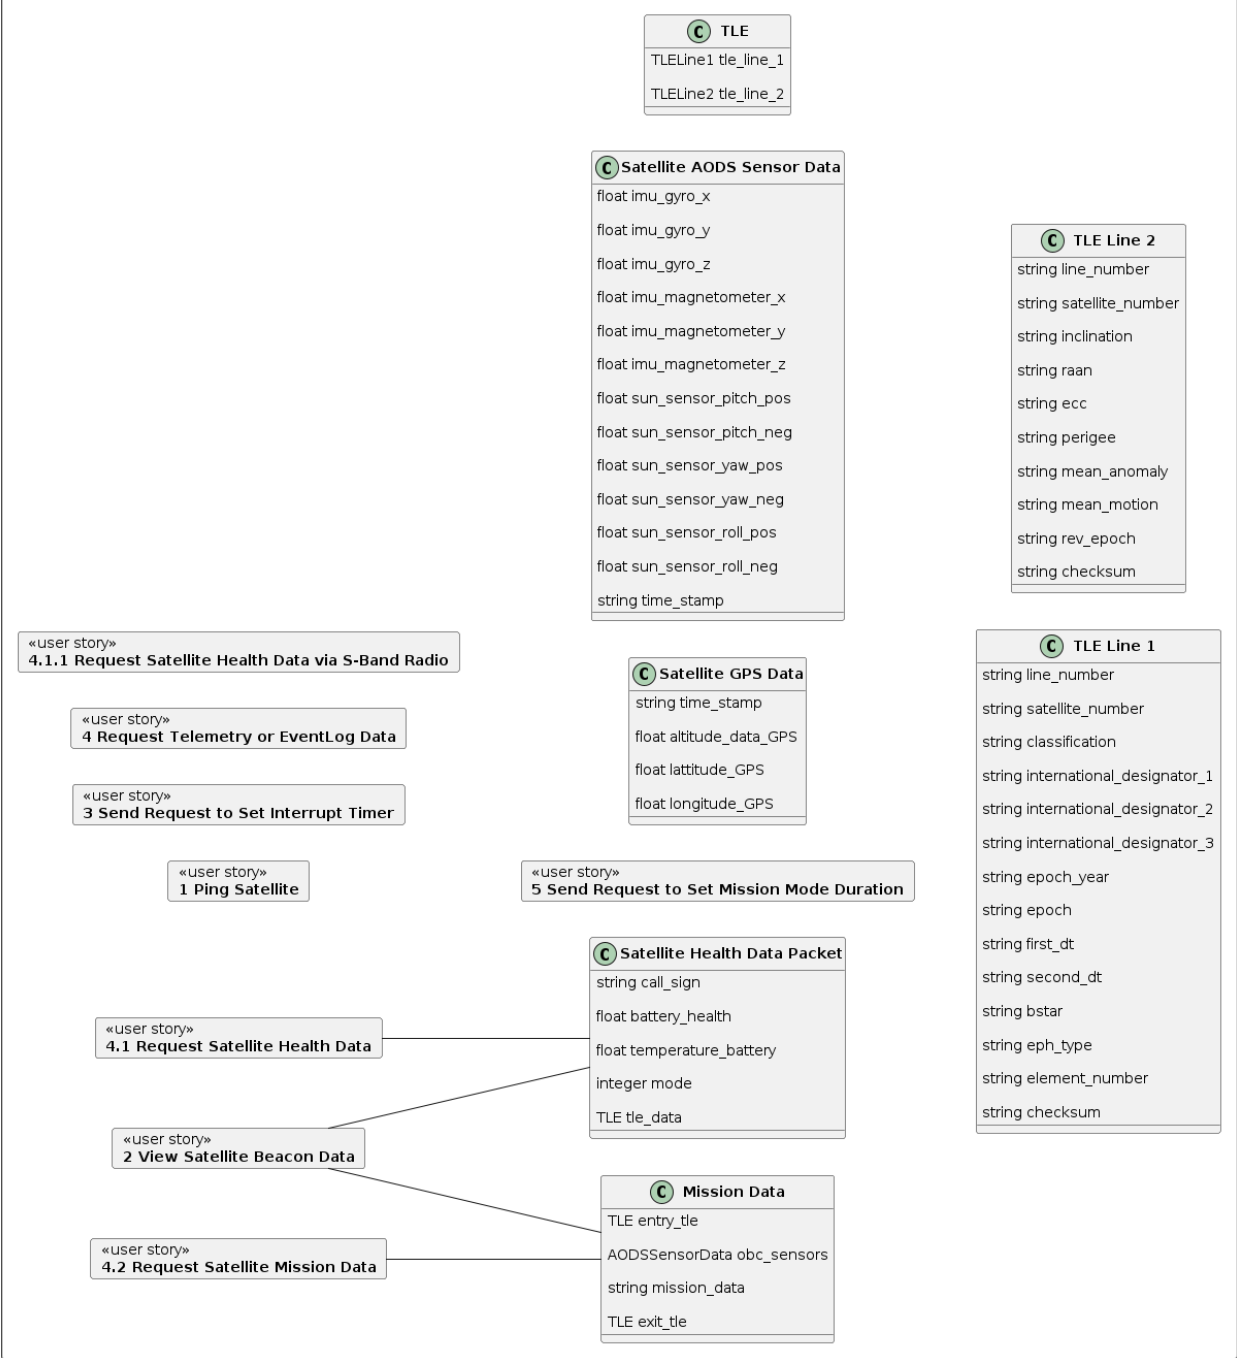 C TLE
TLELine1 tle_line_1
TLELine2 tle_line_2
C Satellite AODS Sensor Data
float imu_gyro_x
float imu_gyro_y
float imu_gyro_z
float imu_magnetometer_x
float imu_magnetometer_y
float imu_magnetometer_z
float sun_sensor_pitch_pos
float sun_sensor_pitch_neg
float sun_sensor_yaw_pos
float sun_sensor_yaw_neg
float sun_sensor_roll_pos
float sun_sensor_roll_neg
string time_stamp
C TLE Line 2
string line_number
string satellite_number
string inclination
string raan
string ecc
string perigee
string mean_anomaly
string mean_motion
string rev_epoch
string checksum
«user story»
4.1.1 Request Satellite Health Data via S-Band Radio
«user story»
4 Request Telemetry or EventLog Data
«user story»
3 Send Request to Set Interrupt Timer
«user story»
1 Ping Satellite
C Satellite GPS Data
string time_stamp
float altitude_data_GPS
float lattitude_GPS
float longitude_GPS
«user story»
5 Send Request to Set Mission Mode Duration
C TLE Line 1
string line_number
string satellite_number
string classification
string international_designator_1
string international_designator_2
string international_designator_3
string epoch_year
string epoch
string first_dt
string second_dt
string bstar
string eph_type
string element_number
string checksum
C Satellite Health Data Packet
string call_sign
float battery_health
float temperature_battery
integer mode
TLE tle_data
«user story»
4.1 Request Satellite Health Data
«user story»
2 View Satellite Beacon Data
«user story»
4.2 Request Satellite Mission Data
C Mission Data
TLE entry_tle
AODSSensorData obc_sensors
string mission_data
TLE exit_tle